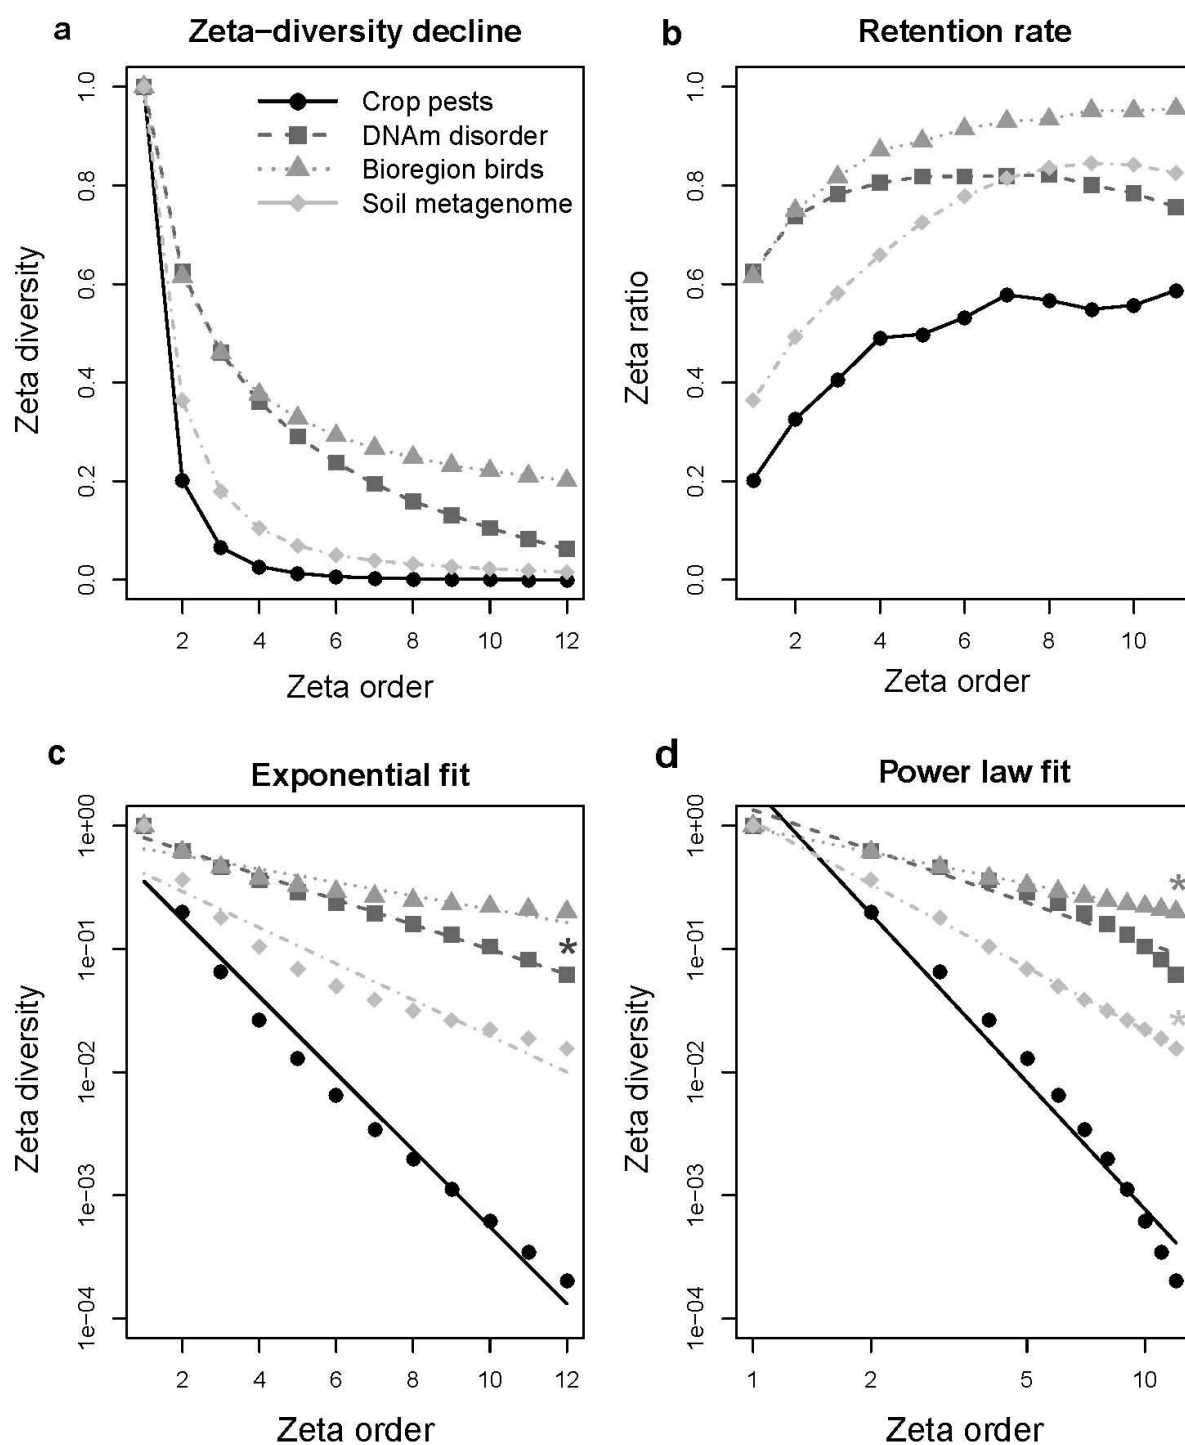 a Zeta−diversity decline
Zeta diversity
1.0
0.8
0.6
0.4
0.2
0.0
Crop pests
DNAm disorder
Bioregion birds
Soil metagenome
2 4 6 8 10 12
Zeta order
b Retention rate
Zeta ratio
1.0
0.8
0.6
0.4
0.2
0.0
2 4 6 8 10
Zeta order
c Exponential fit
Zeta diversity
1e+00
1e−01
1e−02
1e−03
1e−04
*
2 4 6 8 10 12
Zeta order
d Power law fit
Zeta diversity
1e+00
1e−01
1e−02
1e−03
1e−04
*
*
1 2 5 10
Zeta order